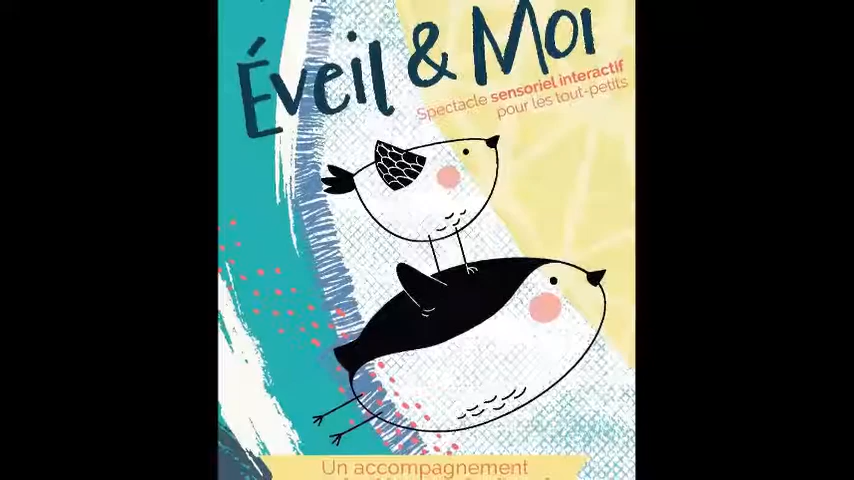 Éveil & Moi
Spectacle sensoriel interactif
pour les tout-petits
Un accompagnement